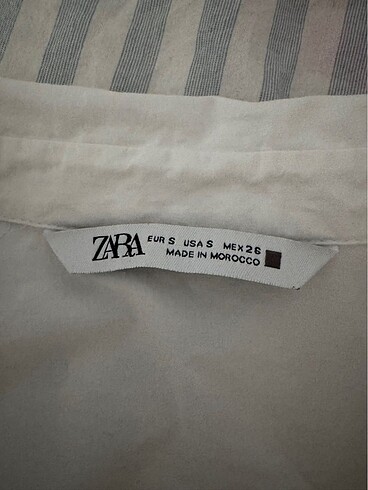 ZARA
EUR S USA S MEX 26
MADE IN MOROCCO